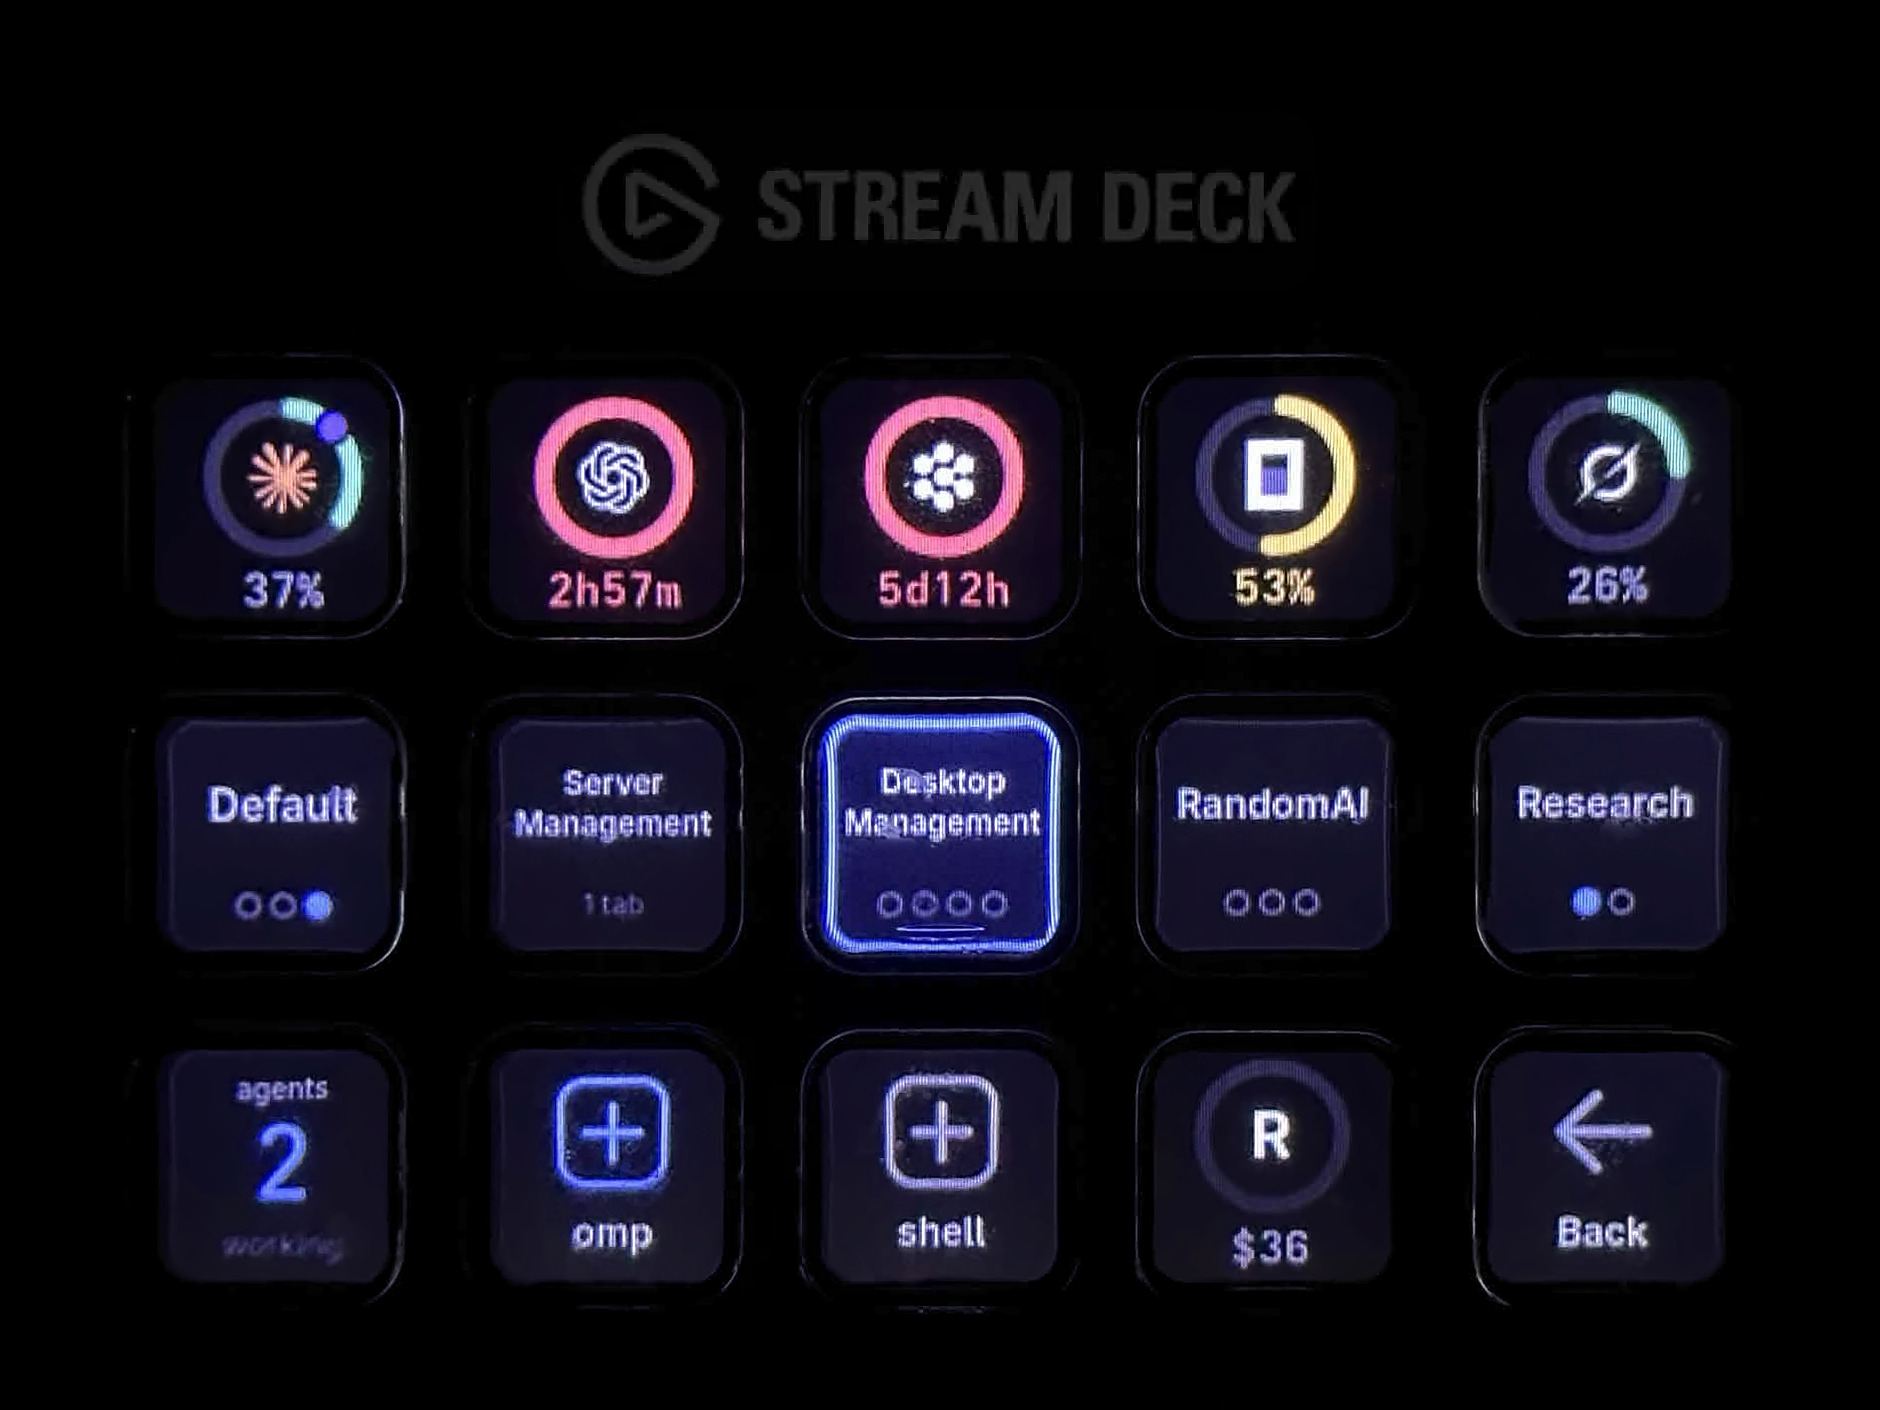 STREAM DECK
37%
2h57m
5d12h
53%
26%
Default
Server
Management
1 tab
Desktop
Management
RandomAI
Research
agents
2
working
omp
shell
R
$36
Back